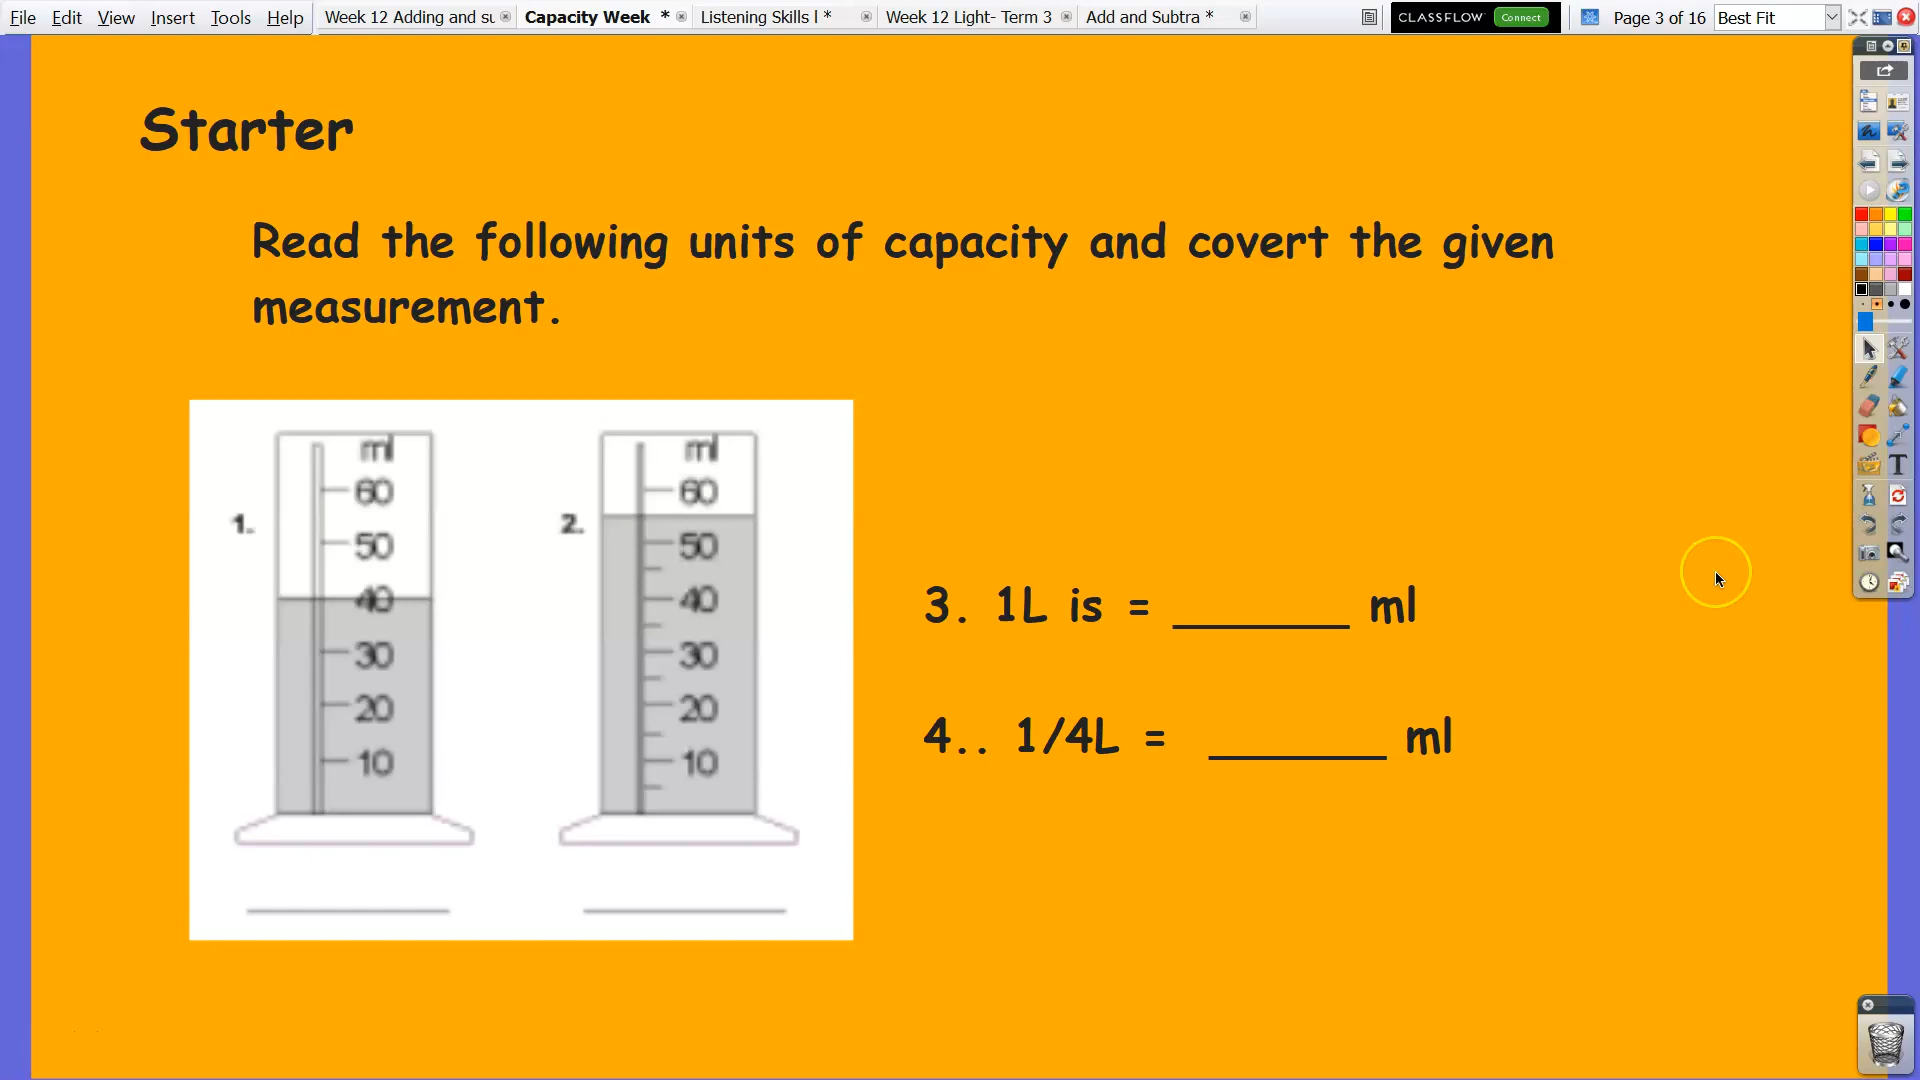 File Edit View Insert Tools Help Week 12 Adding and su Capacity Week * Listening Skills l * Week 12 Light- Term 3 Add and Subtra * CLASSFLOW Connect Page 3 of 16 Best Fit
Starter
Read the following units of capacity and covert the given
measurement.
ml ml
60 60
1. 2.
50 50
40 40
3. 1L is = _______ ml
30 30
20 20
4.. 1/4L = _______ ml
10 10